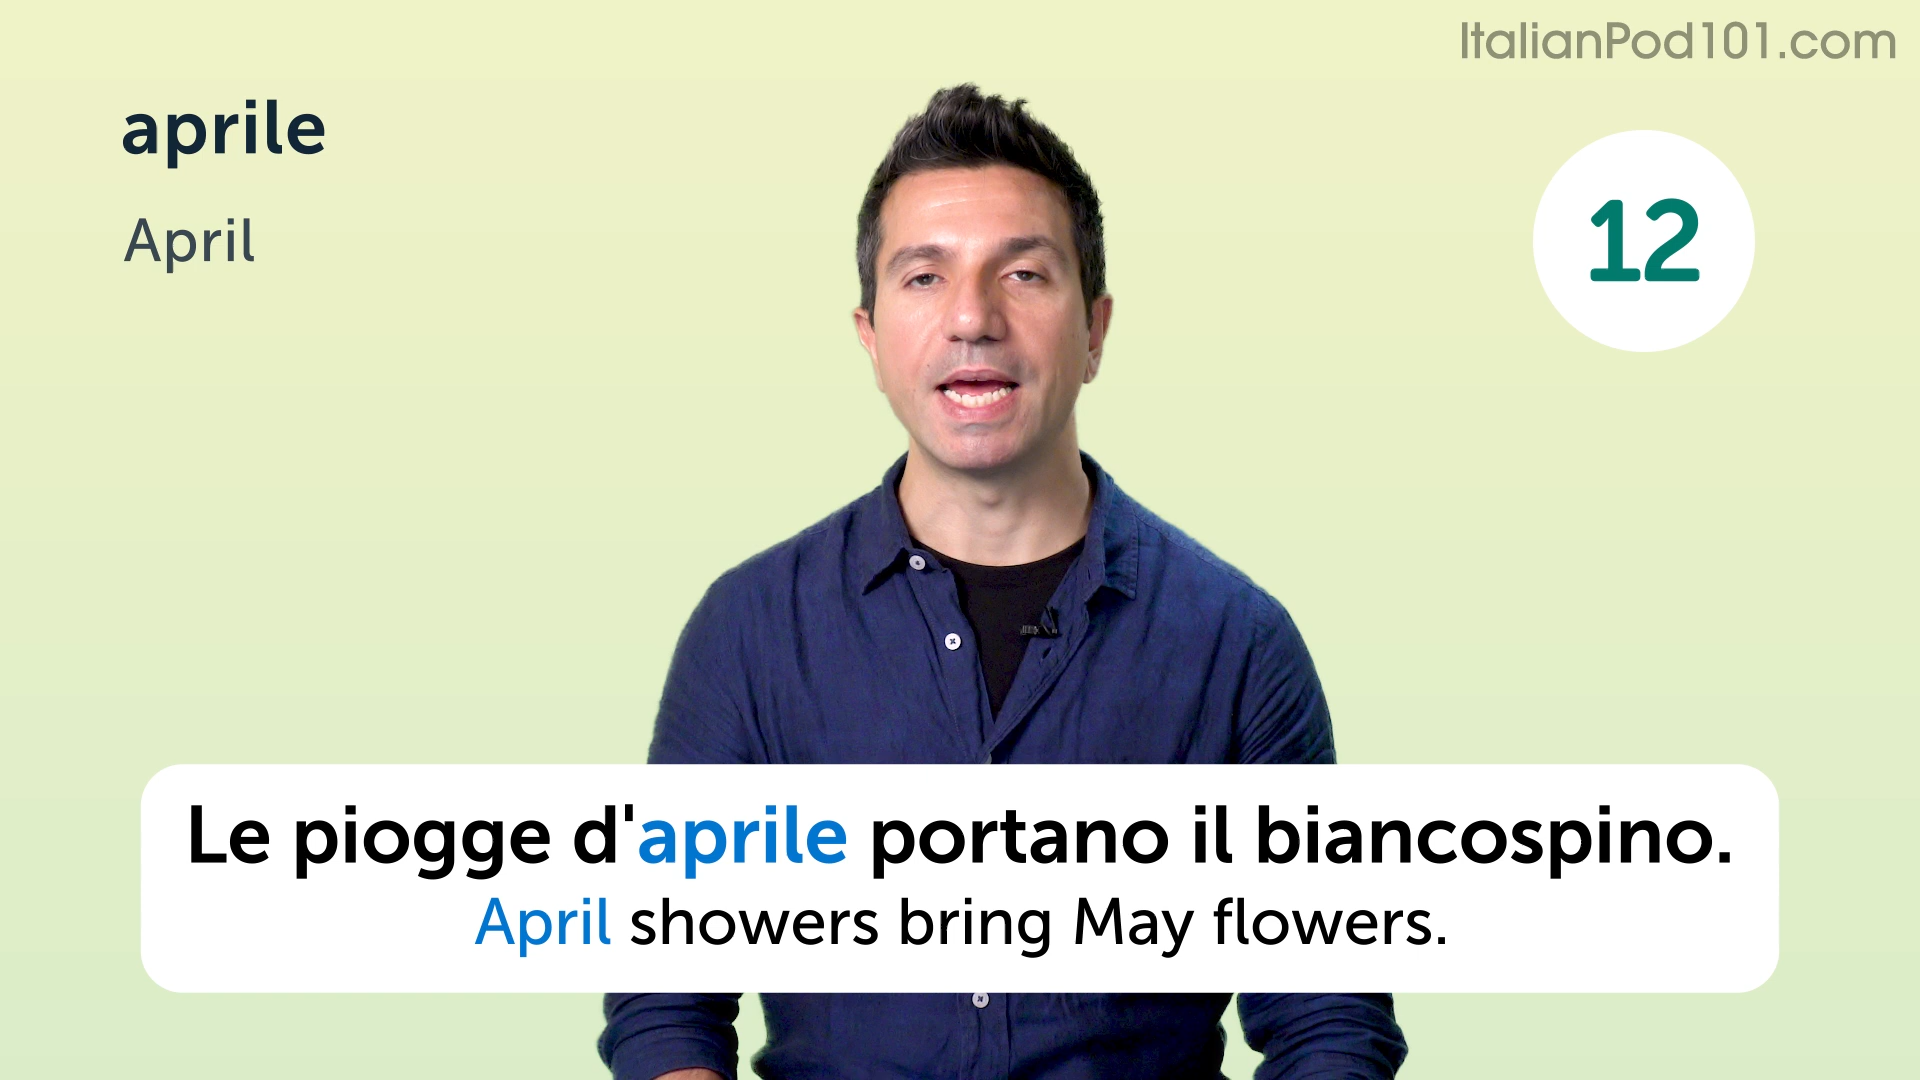 ItalianPod101.com
aprile
April
12
Le piogge d'aprile portano il biancospino.
April showers bring May flowers.